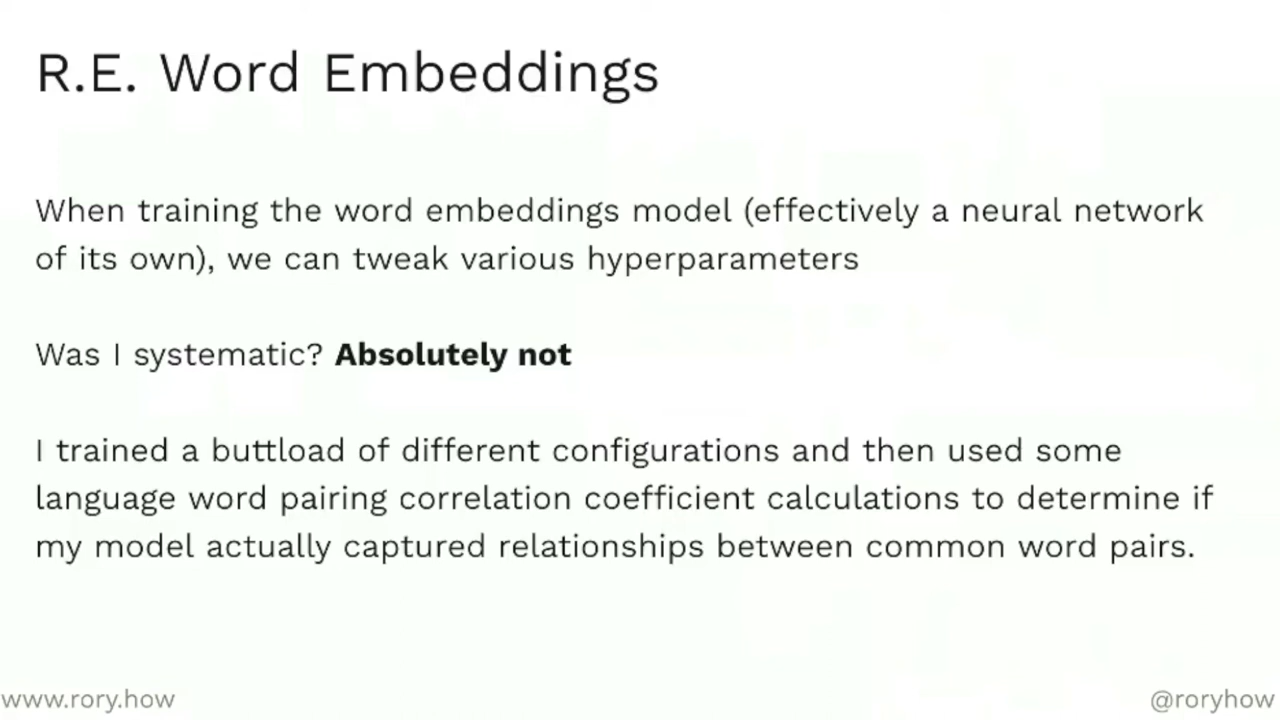 R.E. Word Embeddings
When training the word embeddings model (effectively a neural network
of its own), we can tweak various hyperparameters
Was I systematic? Absolutely not
I trained a buttload of different configurations and then used some
language word pairing correlation coefficient calculations to determine if
my model actually captured relationships between common word pairs.
www.rory.how
@roryhow